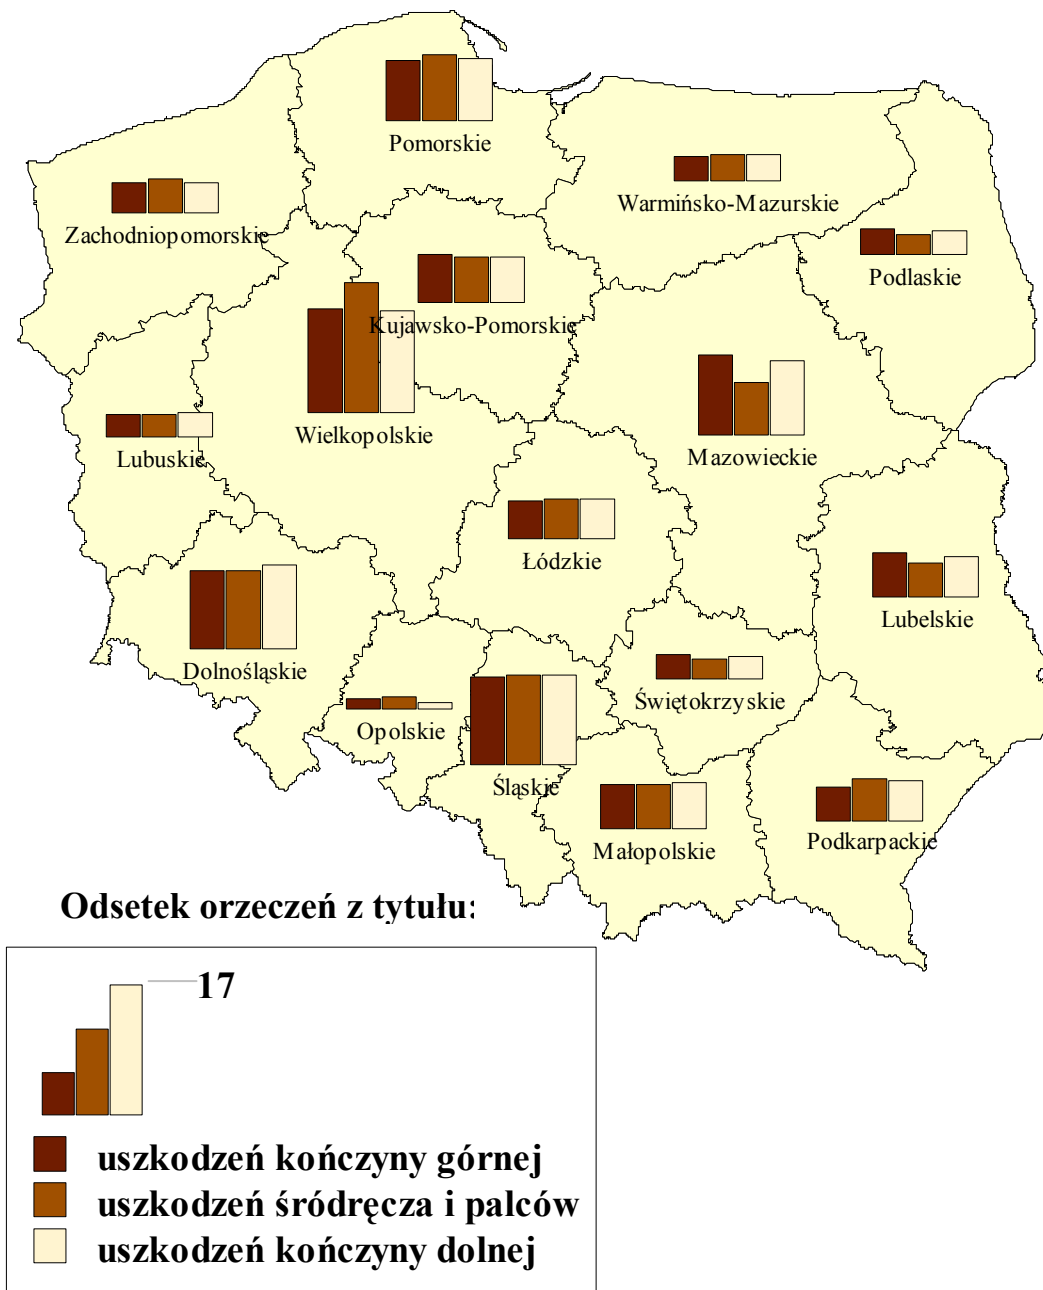 Pomorskie
Warmińsko-Mazurskie
Zachodniopomorskie
Podlaskie
Kujawsko-Pomorskie
Wielkopolskie
Mazowieckie
Lubuskie
Łódzkie
Lubelskie
Dolnośląskie
Świętokrzyskie
Opolskie
Śląskie
Małopolskie
Podkarpackie
Odsetek orzeczeń z tytułu:
17
uszkodzeń kończyny górnej
uszkodzeń śródręcza i palców
uszkodzeń kończyny dolnej